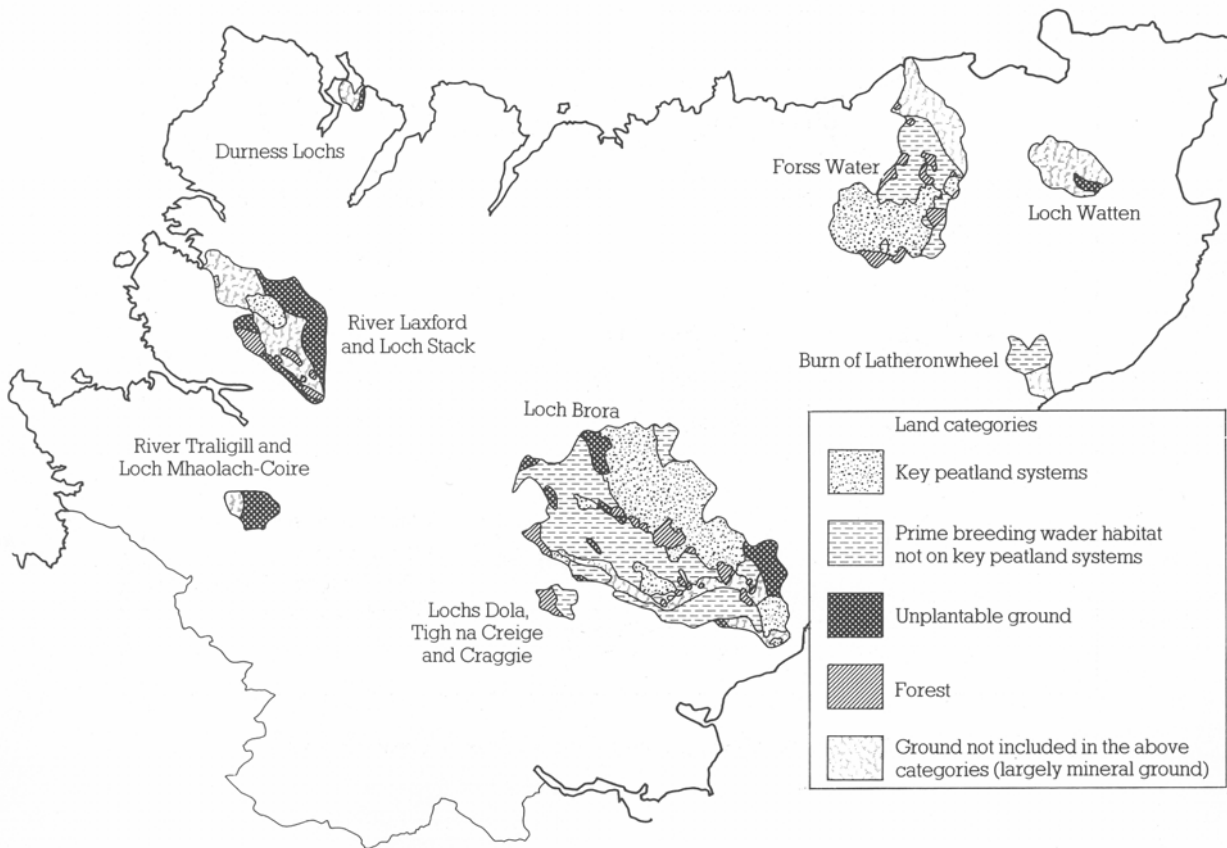 Durness Lochs
Forss Water
Loch Watten
River Laxford
and Loch Stack
Burn of Latheronwheel
Loch Brora
River Traligill and
Loch Mhaolach-Coire
Lochs Dola,
Tigh na Creige
and Craggie
Land categories
Key peatland systems
Prime breeding wader habitat
not on key peatland systems
Unplantable ground
Forest
Ground not included in the above
categories (largely mineral ground)